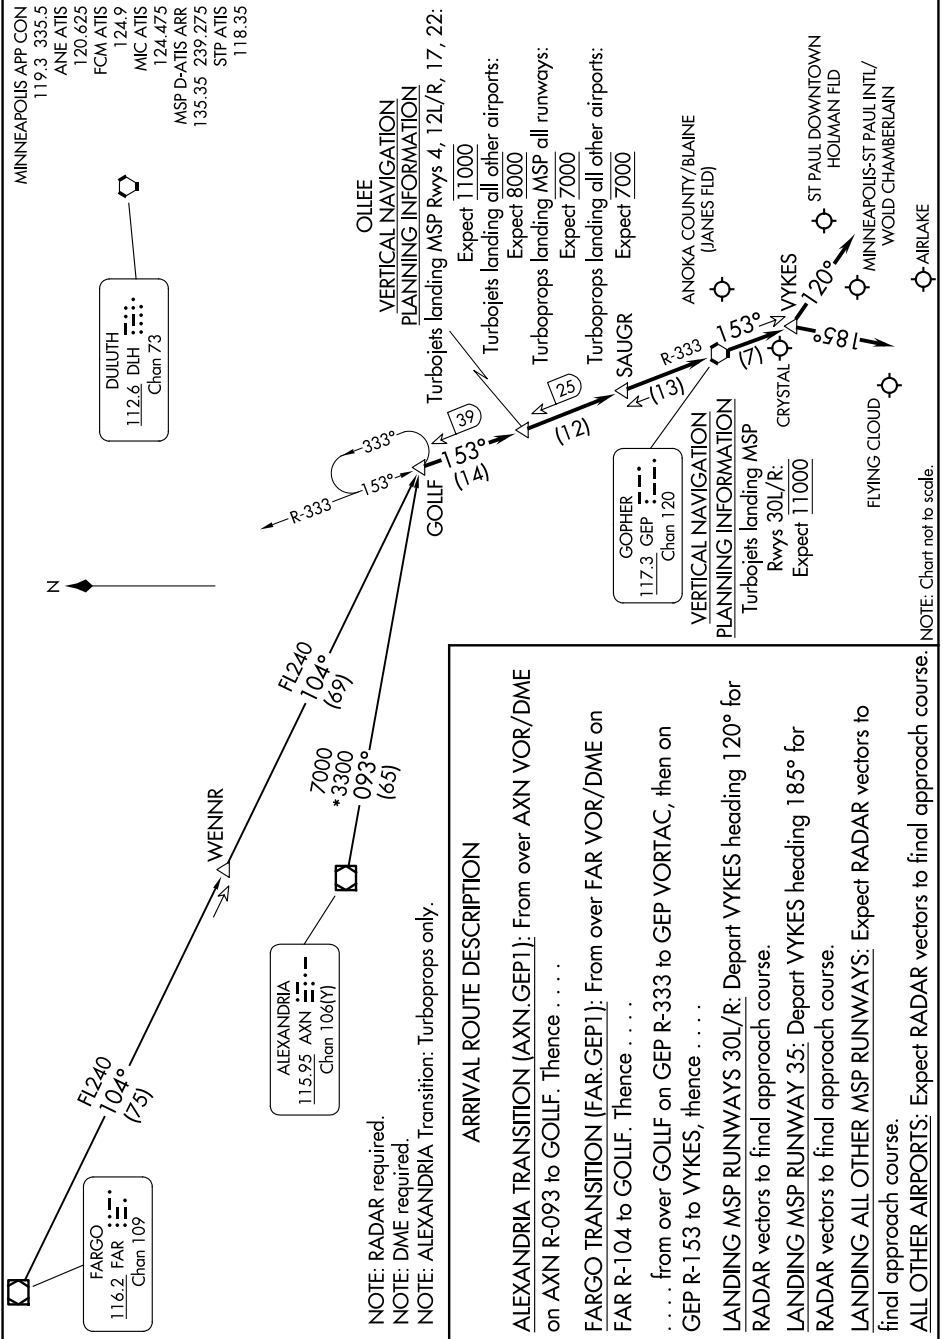 MINNEAPOLIS APP CON
119.3 335.5
ANE ATIS
120.625
FCM ATIS
124.9
MIC ATIS
124.475
MSP D-ATIS ARR
135.35 239.275
STP ATIS
118.35
DULUTH
112.6 DLH
Chan 73
N
FARGO
116.2 FAR
Chan 109
FL240
104°
(75)
WENNR
FL240
104°
(69)
ALEXANDRIA
115.95 AXN
Chan 106(Y)
7000
*3300
093°
(65)
R-333
153°
333°
GOLLF
39
153°
(14)
OLLEE
VERTICAL NAVIGATION
PLANNING INFORMATION
Turbojets landing MSP Rwys 4, 12L/R, 17, 22:
Expect 11000
Turbojets landing all other airports:
Expect 8000
Turboprops landing MSP all runways:
Expect 7000
Turboprops landing all other airports:
Expect 7000
25
(12)
SAUGR
(13)
R-333
GOPHER
117.3 GEP
Chan 120
VERTICAL NAVIGATION
PLANNING INFORMATION
Turbojets landing MSP
Rwys 30L/R:
Expect 11000
ANOKA COUNTY/BLAINE
(JANES FLD)
153°
(7)
VYKES
CRYSTAL
120°
185°
ST PAUL DOWNTOWN
HOLMAN FLD
MINNEAPOLIS-ST PAUL INTL/
WOLD CHAMBERLAIN
FLYING CLOUD
AIRLAKE
NOTE: RADAR required.
NOTE: DME required.
NOTE: ALEXANDRIA Transition: Turboprops only.
ARRIVAL ROUTE DESCRIPTION
ALEXANDRIA TRANSITION (AXN.GEP1): From over AXN VOR/DME
on AXN R-093 to GOLLF. Thence . . . .
FARGO TRANSITION (FAR.GEP1): From over FAR VOR/DME on
FAR R-104 to GOLLF. Thence . . . .
. . . . from over GOLLF on GEP R-333 to GEP VORTAC, then on
GEP R-153 to VYKES, thence . . . .
LANDING MSP RUNWAYS 30L/R: Depart VYKES heading 120° for
RADAR vectors to final approach course.
LANDING MSP RUNWAY 35: Depart VYKES heading 185° for
RADAR vectors to final approach course.
LANDING ALL OTHER MSP RUNWAYS: Expect RADAR vectors to
final approach course.
ALL OTHER AIRPORTS: Expect RADAR vectors to final approach course.
NOTE: Chart not to scale.